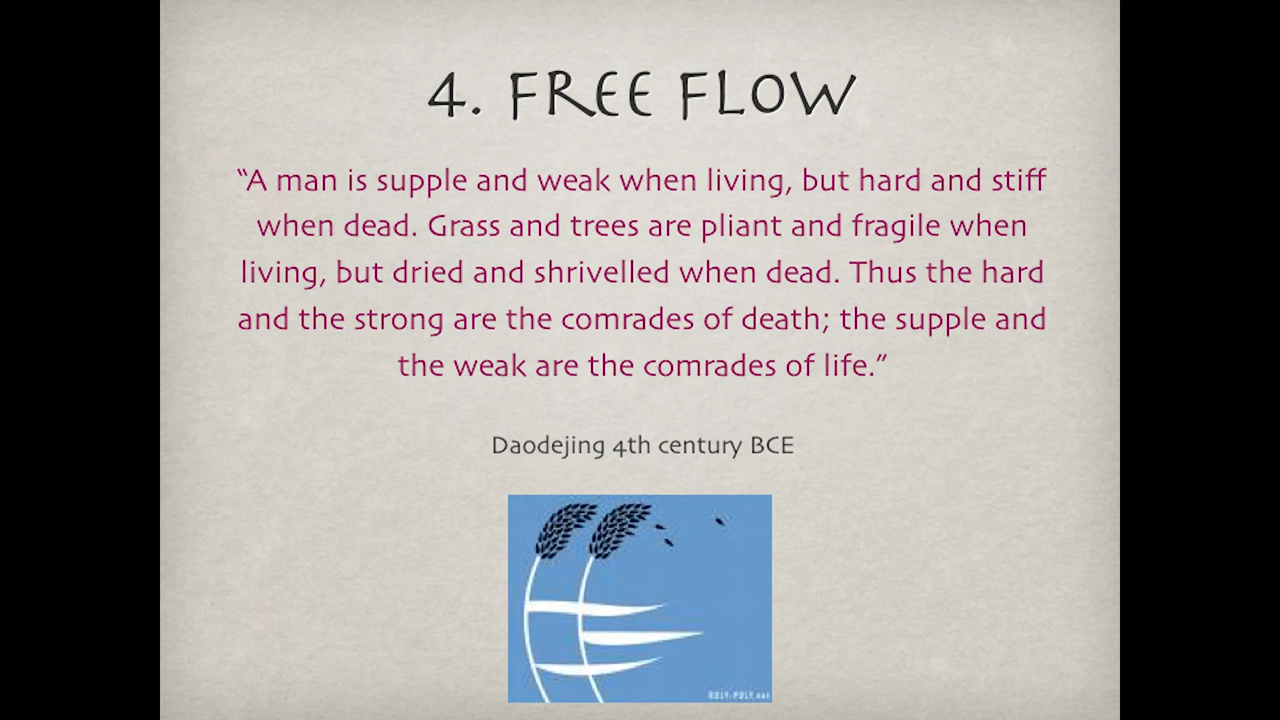 4. FREE FLOW
“A man is supple and weak when living, but hard and stiff
when dead. Grass and trees are pliant and fragile when
living, but dried and shrivelled when dead. Thus the hard
and the strong are the comrades of death; the supple and
the weak are the comrades of life.”
Daodejing 4th century BCE